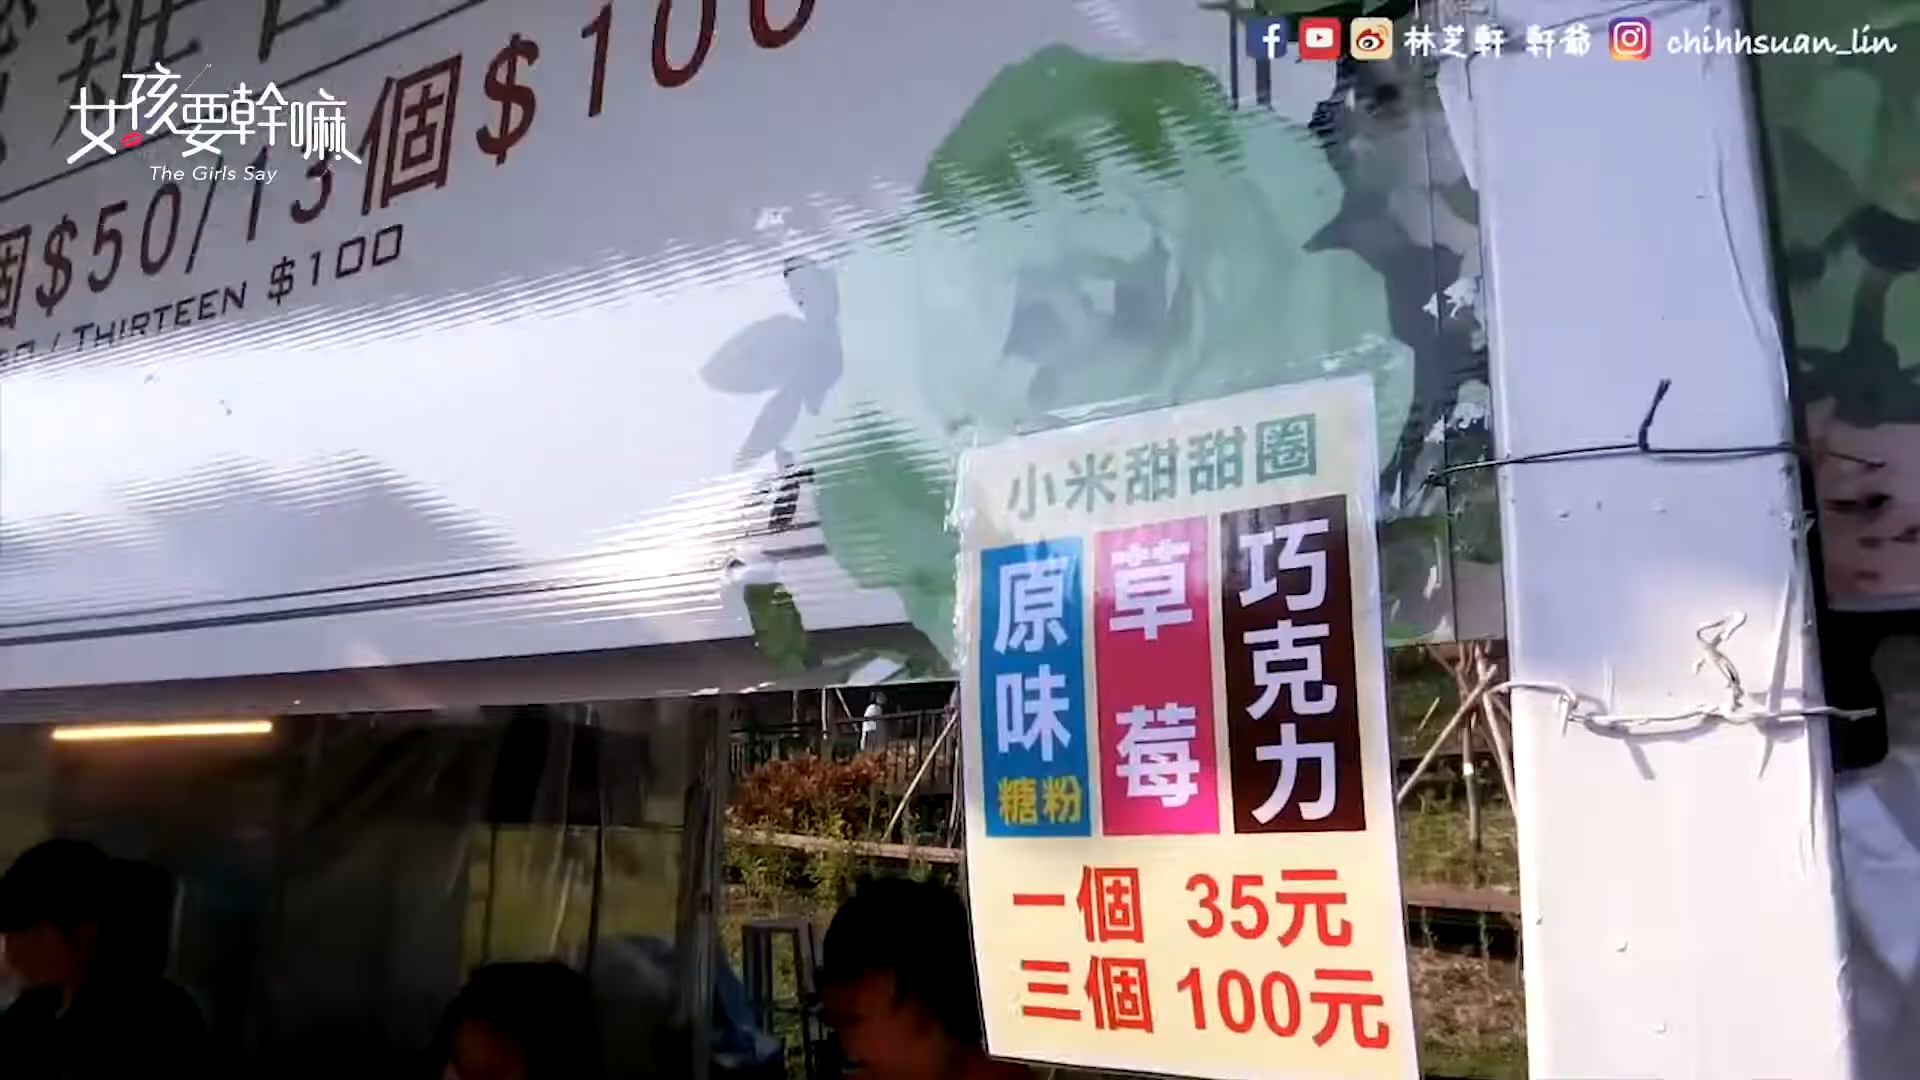 林芝軒 軒爺 chihhsuan_lin
女孩要幹嘛
The Girls Say
個$50/13個$100
/ THIRTEEN $100
小米甜甜圈
原味糖粉
草莓
巧克力
一個 35元
三個 100元